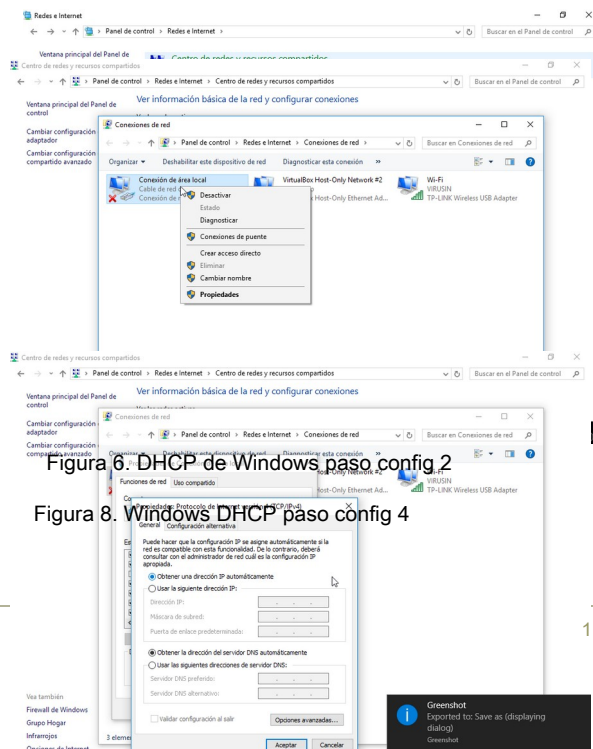 Redes e Internet
Panel de control > Redes e Internet >
Buscar en el Panel de control
Ventana principal del Panel de
Centro de redes y recursos compartidos
Centro de redes y recursos compartidos
Panel de control > Redes e Internet > Centro de redes y recursos compartidos
Buscar en el Panel de control
Ventana principal del Panel de control
Ver información básica de la red y configurar conexiones
Cambiar configuración adaptador
Cambiar configuración compartido avanzado
Conexiones de red
Panel de control > Redes e Internet > Conexiones de red >
Buscar en Conexiones de red
Organizar
Deshabilitar este dispositivo de red
Diagnosticar esta conexión
»
Conexión de área local
Cable de red
Conexión de
VirtualBox Host-Only Network #2
Host-Only Ethernet Ad...
Wi-Fi
VIRUSIN
TP-LINK Wireless USB Adapter
Desactivar
Estado
Diagnosticar
Conexiones de puente
Crear acceso directo
Eliminar
Cambiar nombre
Propiedades
Centro de redes y recursos compartidos
Panel de control > Redes e Internet > Centro de redes y recursos compartidos
Buscar en el Panel de control
Ventana principal del Panel de control
Ver información básica de la red y configurar conexiones
Cambiar configuración adaptador
Cambiar configuración compartido avanzado
Conexiones de red
Panel de control > Redes e Internet > Conexiones de red
Buscar en Conexiones de red
Figura 6. DHCP de Windows paso config 2
VIRUSIN
Host-Only Ethernet Ad...
TP-LINK Wireless USB Adapter
Funciones de red
Uso compartido
Figura 8. Windows DHCP paso config 4
Propiedades: Protocolo de Internet versión 4 (TCP/IPv4)
General
Configuración alternativa
Puede hacer que la configuración IP se asigne automáticamente si la
red es compatible con esta funcionalidad. De lo contrario, deberá
consultar con el administrador de red cuál es la configuración IP
apropiada.
Obtener una dirección IP automáticamente
Usar la siguiente dirección IP:
Dirección IP:
Máscara de subred:
Puerta de enlace predeterminada:
1
Obtener la dirección del servidor DNS automáticamente
Usar las siguientes direcciones de servidor DNS:
Servidor DNS preferido:
Servidor DNS alternativo:
Validar configuración al salir
Opciones avanzadas...
Aceptar
Cancelar
Vea también
Firewall de Windows
Grupo Hogar
Infrarrojos
Opciones de Internet
Greenshot
Exported to: Save as (displaying
dialog)
Greenshot